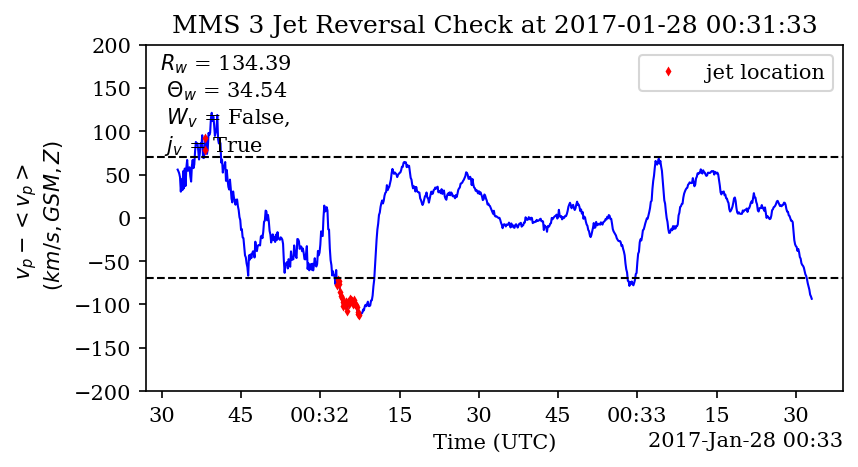 MMS 3 Jet Reversal Check at 2017-01-28 00:31:33
R_w = 134.39
Θ_w = 34.54
W_v = False,
j_v = True
jet location
v_p − < v_p >
(km/s, GSM, Z)
200
150
100
50
0
−50
−100
−150
−200
30 45 00:32 15 30 45 00:33 15 30
Time (UTC)
2017-Jan-28 00:33